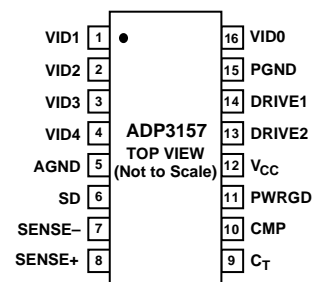 VID1 1 16 VID0
VID2 2 15 PGND
VID3 3 14 DRIVE1
VID4 4 ADP3157 13 DRIVE2
AGND 5 TOP VIEW (Not to Scale) 12 VCC
SD 6 11 PWRGD
SENSE– 7 10 CMP
SENSE+ 8 9 CT